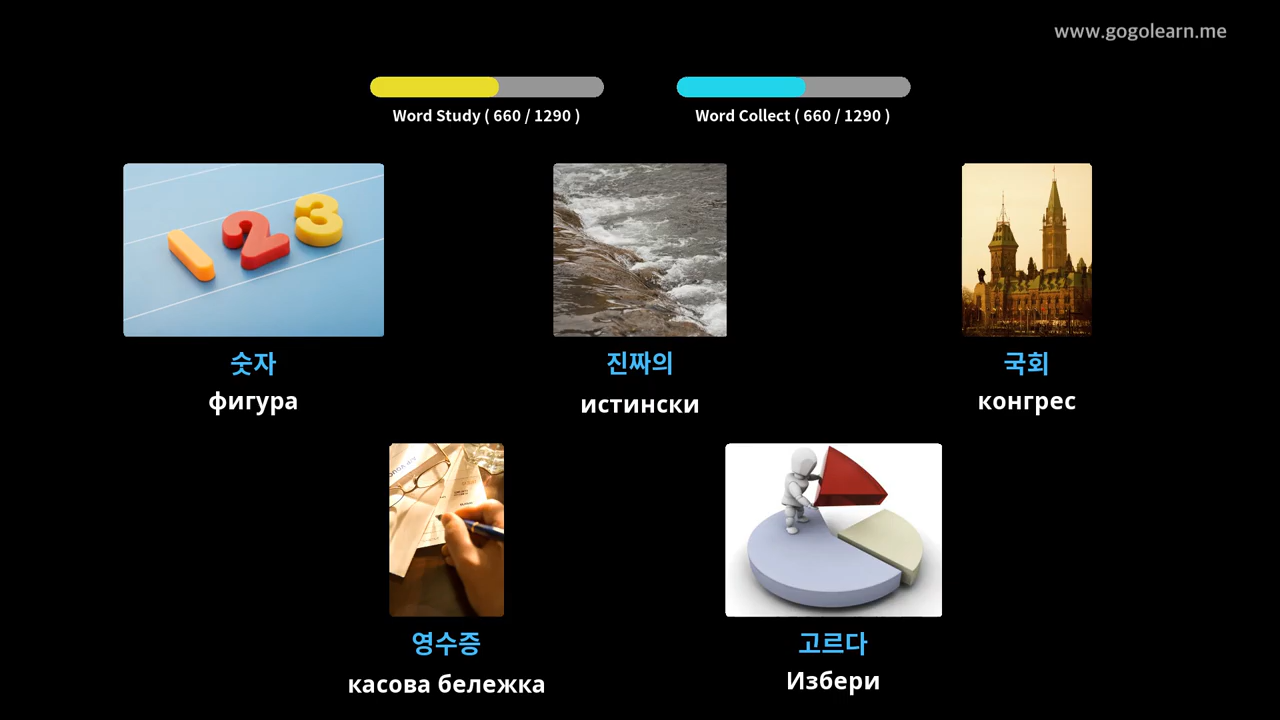 www.gogolearn.me
Word Study ( 660 / 1290 )
Word Collect ( 660 / 1290 )
숫자
фигура
진짜의
истински
국회
конгрес
영수증
касова бележка
고르다
Избери